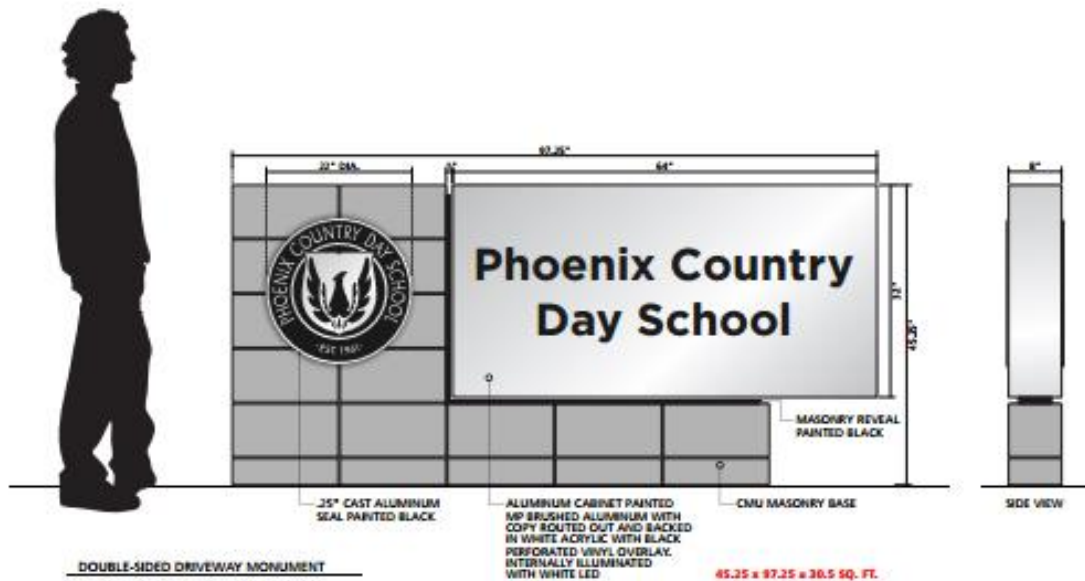 97.25"
22" DIA.
64"
8"
PHOENIX COUNTRY DAY SCHOOL
·EST 1961·
Phoenix Country
Day School
32"
45.25"
MASONRY REVEAL
PAINTED BLACK
.25" CAST ALUMINUM
SEAL PAINTED BLACK
ALUMINUM CABINET PAINTED
MP BRUSHED ALUMINUM WITH
COPY ROUTED OUT AND BACKED
IN WHITE ACRYLIC WITH BLACK
PERFORATED VINYL OVERLAY.
INTERNALLY ILLUMINATED
WITH WHITE LED
CMU MASONRY BASE
SIDE VIEW
DOUBLE-SIDED DRIVEWAY MONUMENT
45.25 x 97.25 = 30.5 SQ. FT.